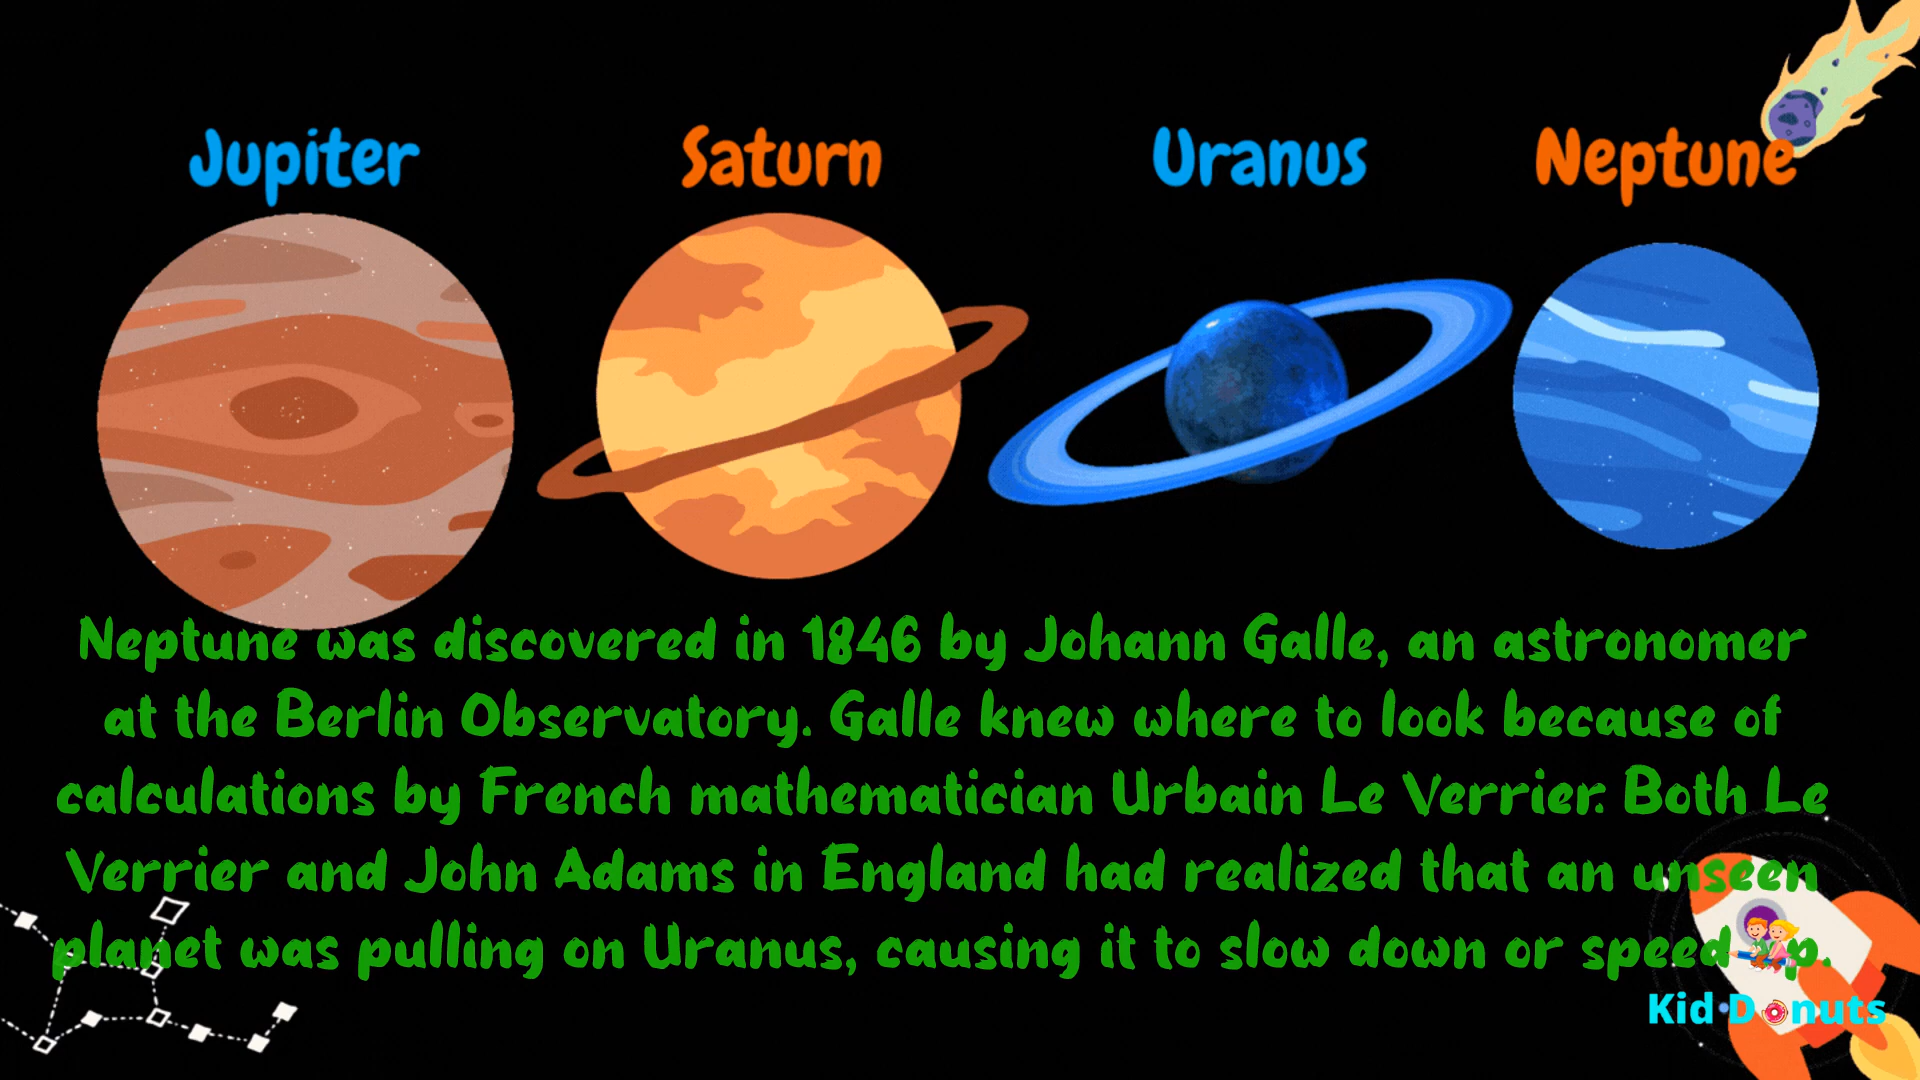 Jupiter Saturn Uranus Neptune
Neptune was discovered in 1846 by Johann Galle, an astronomer
at the Berlin Observatory. Galle knew where to look because of
calculations by French mathematician Urbain Le Verrier. Both Le
Verrier and John Adams in England had realized that an unseen
planet was pulling on Uranus, causing it to slow down or speed up.
Kid Donuts